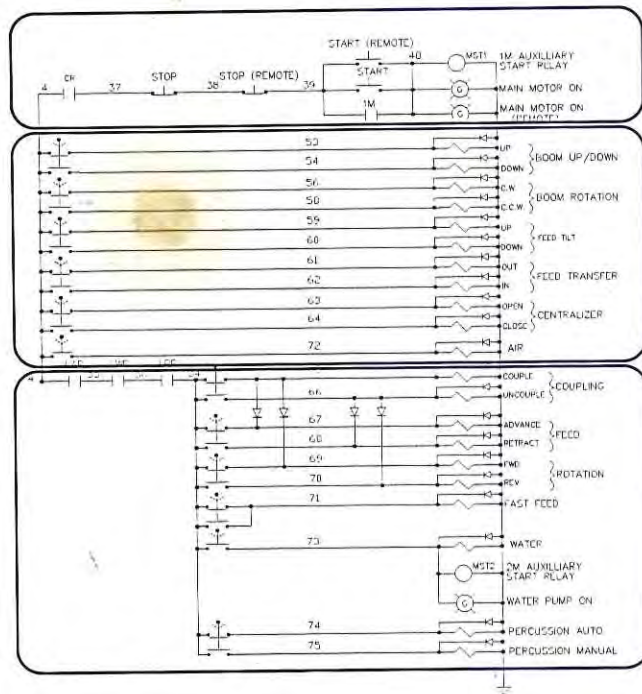 START (REMOTE)
40
MST1
1M AUXILLIARY
START RELAY
4
CR
37
STOP
38
STOP (REMOTE)
39
START
G
MAIN MOTOR ON
1M
G
MAIN MOTOR ON
(REMOTE)
53
UP
BOOM UP/DOWN
54
DOWN
56
C.W.
BOOM ROTATION
58
C.C.W.
59
UP
FEED TILT
60
DOWN
61
OUT
FEED TRANSFER
62
IN
63
OPEN
CENTRALIZER
64
CLOSE
72
AIR
4
COUPLE
COUPLING
66
UNCOUPLE
67
ADVANCE
FEED
68
RETRACT
69
FWD
ROTATION
70
REV
71
FAST FEED
73
WATER
MST2
2M AUXILLIARY
START RELAY
G
WATER PUMP ON
74
PERCUSSION AUTO.
75
PERCUSSION MANUAL